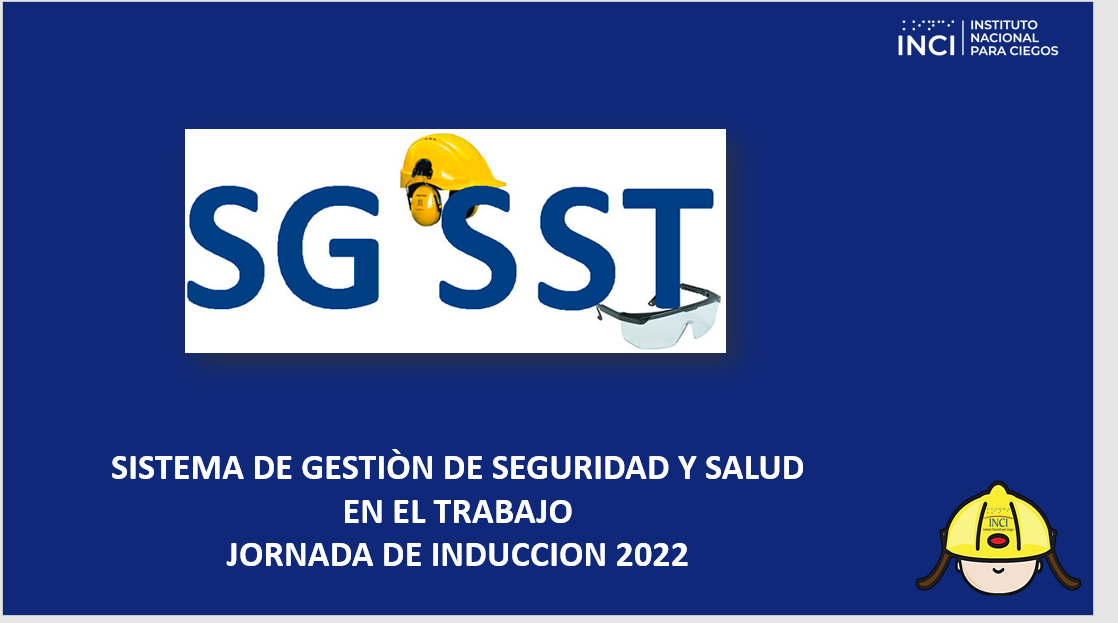 INCI
INSTITUTO
NACIONAL
PARA CIEGOS
SG SST
SISTEMA DE GESTIÒN DE SEGURIDAD Y SALUD
EN EL TRABAJO
JORNADA DE INDUCCION 2022
INCI